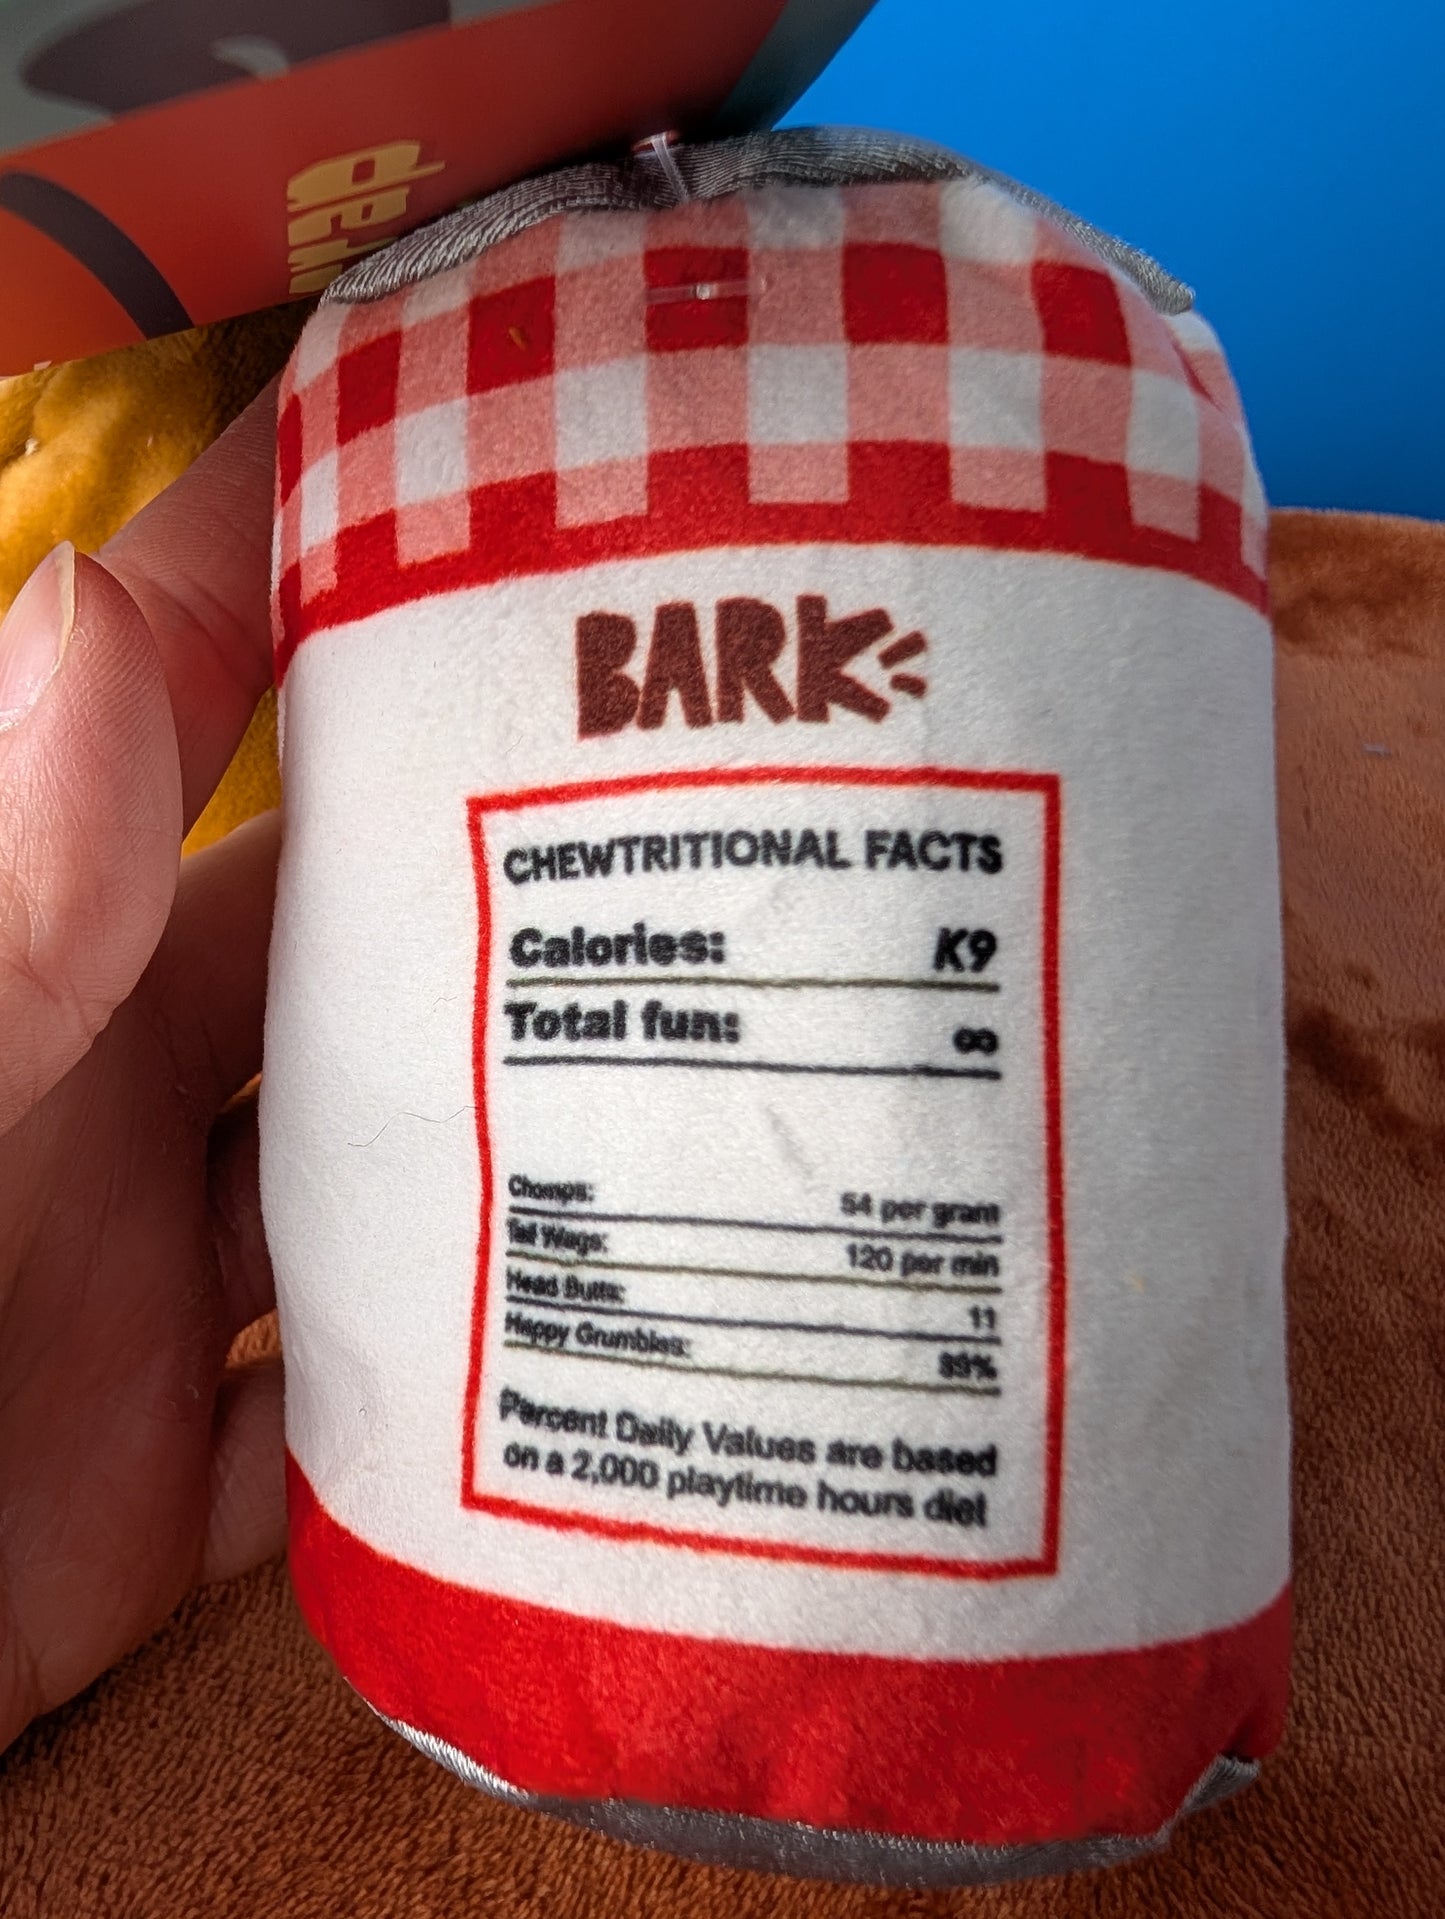 BARK
CHEWTRITIONAL FACTS
Calories: K9
Total fun: ∞
Chomps: 54 per gram
Tail Wags: 120 per min
Head Butts: 11
Happy Grumbles: 89%
Percent Daily Values are based
on a 2,000 playtime hours diet